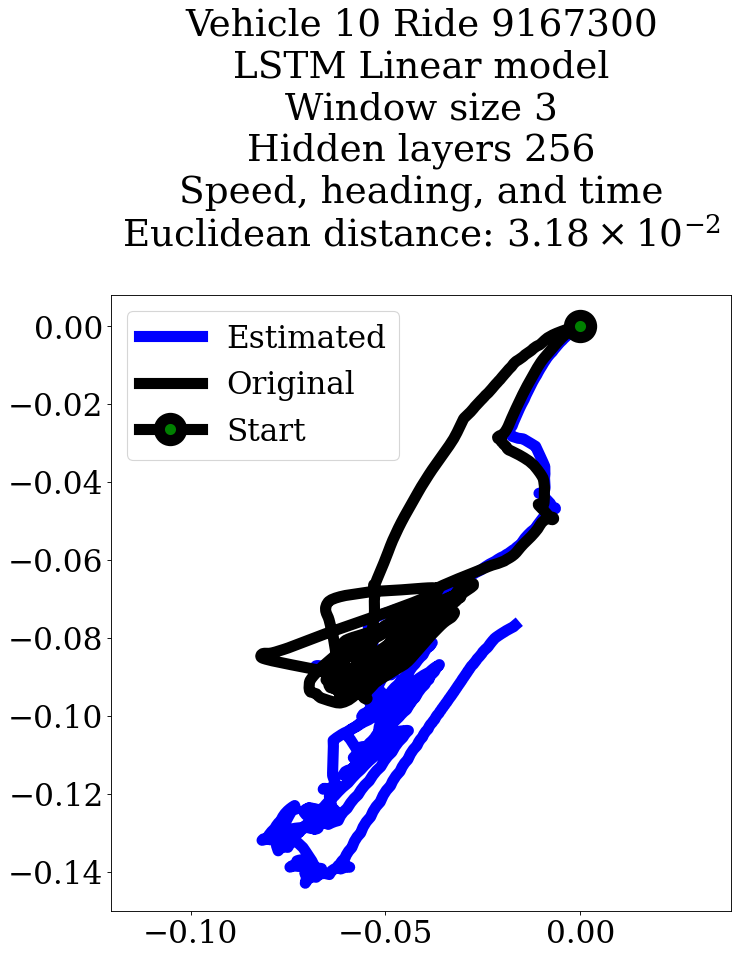 Vehicle 10 Ride 9167300
LSTM Linear model
Window size 3
Hidden layers 256
Speed, heading, and time
Euclidean distance: 3.18 × 10⁻²
Estimated
Original
Start
0.00
−0.02
−0.04
−0.06
−0.08
−0.10
−0.12
−0.14
−0.10
−0.05
0.00